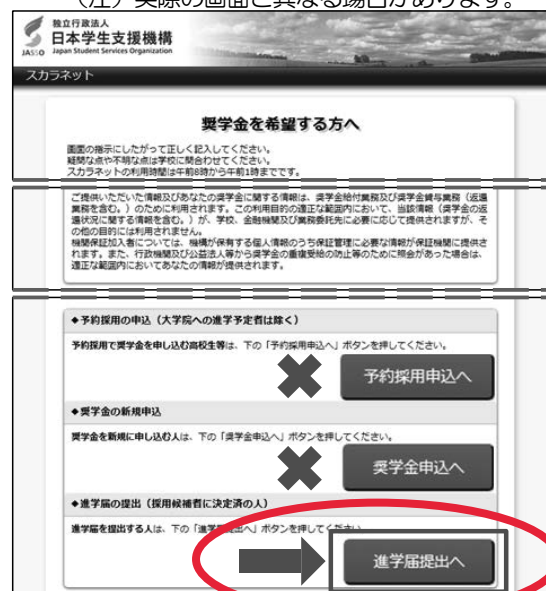 （注）実際の画面と異なる場合があります。
独立行政法人
日本学生支援機構
JASSO Japan Student Services Organization
スカラネット
奨学金を希望する方へ
画面の指示にしたがって正しく記入してください。
疑問な点や不明な点は学校に問合わせてください。
スカラネットの利用時間は午前8時から午前1時までです。
ご提供いただいた情報及びあなたの奨学金に関する情報は、奨学金給付業務及び奨学金貸与業務（返還
業務を含む。）のために利用されます。この利用目的の適正な範囲内において、当該情報（奨学金の返
還状況に関する情報を含む。）が、学校、金融機関及び業務委託先に必要に応じて提供されますが、そ
の他の目的には利用されません。
機関保証加入者については、機構が保有する個人情報のうち保証管理に必要な情報が保証機関に提供さ
れます。また、行政機関及び公益法人等から奨学金の重複受給の防止等のために照会があった場合は、
適正な範囲内においてあなたの情報が提供されます。
◆予約採用の申込（大学院への進学予定者は除く）
予約採用で奨学金を申し込む高校生等は、下の「予約採用申込へ」ボタンを押してください。
予約採用申込へ
◆奨学金の新規申込
奨学金を新規に申し込む人は、下の「奨学金申込へ」ボタンを押してください。
奨学金申込へ
◆進学届の提出（採用候補者に決定済の人）
進学届を提出する人は、下の「進学届提出へ」ボタンを押してください。
進学届提出へ